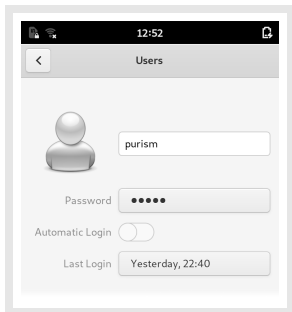 12:52
Users
purism
Password •••••
Automatic Login
Last Login Yesterday, 22:40